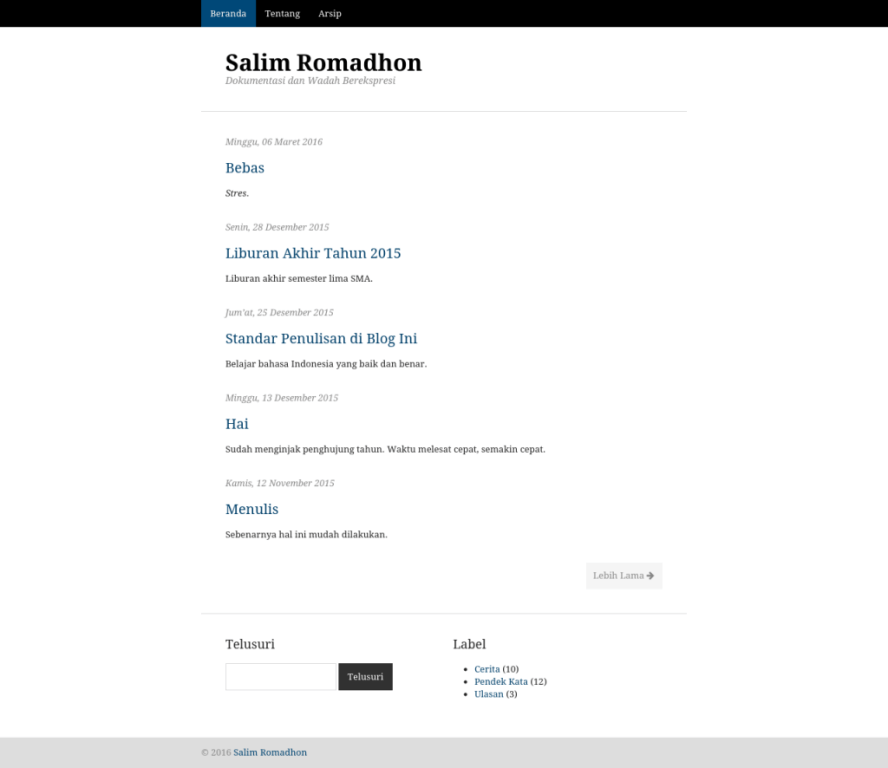 Beranda Tentang Arsip
Salim Romadhon
Dokumentasi dan Wadah Berekspresi
Minggu, 06 Maret 2016
Bebas
Stres.
Senin, 28 Desember 2015
Liburan Akhir Tahun 2015
Liburan akhir semester lima SMA.
Jum'at, 25 Desember 2015
Standar Penulisan di Blog Ini
Belajar bahasa Indonesia yang baik dan benar.
Minggu, 13 Desember 2015
Hai
Sudah menginjak penghujung tahun. Waktu melesat cepat, semakin cepat.
Kamis, 12 November 2015
Menulis
Sebenarnya hal ini mudah dilakukan.
Lebih Lama
Telusuri
Telusuri
Label
Cerita (10)
Pendek Kata (12)
Ulasan (3)
© 2016 Salim Romadhon